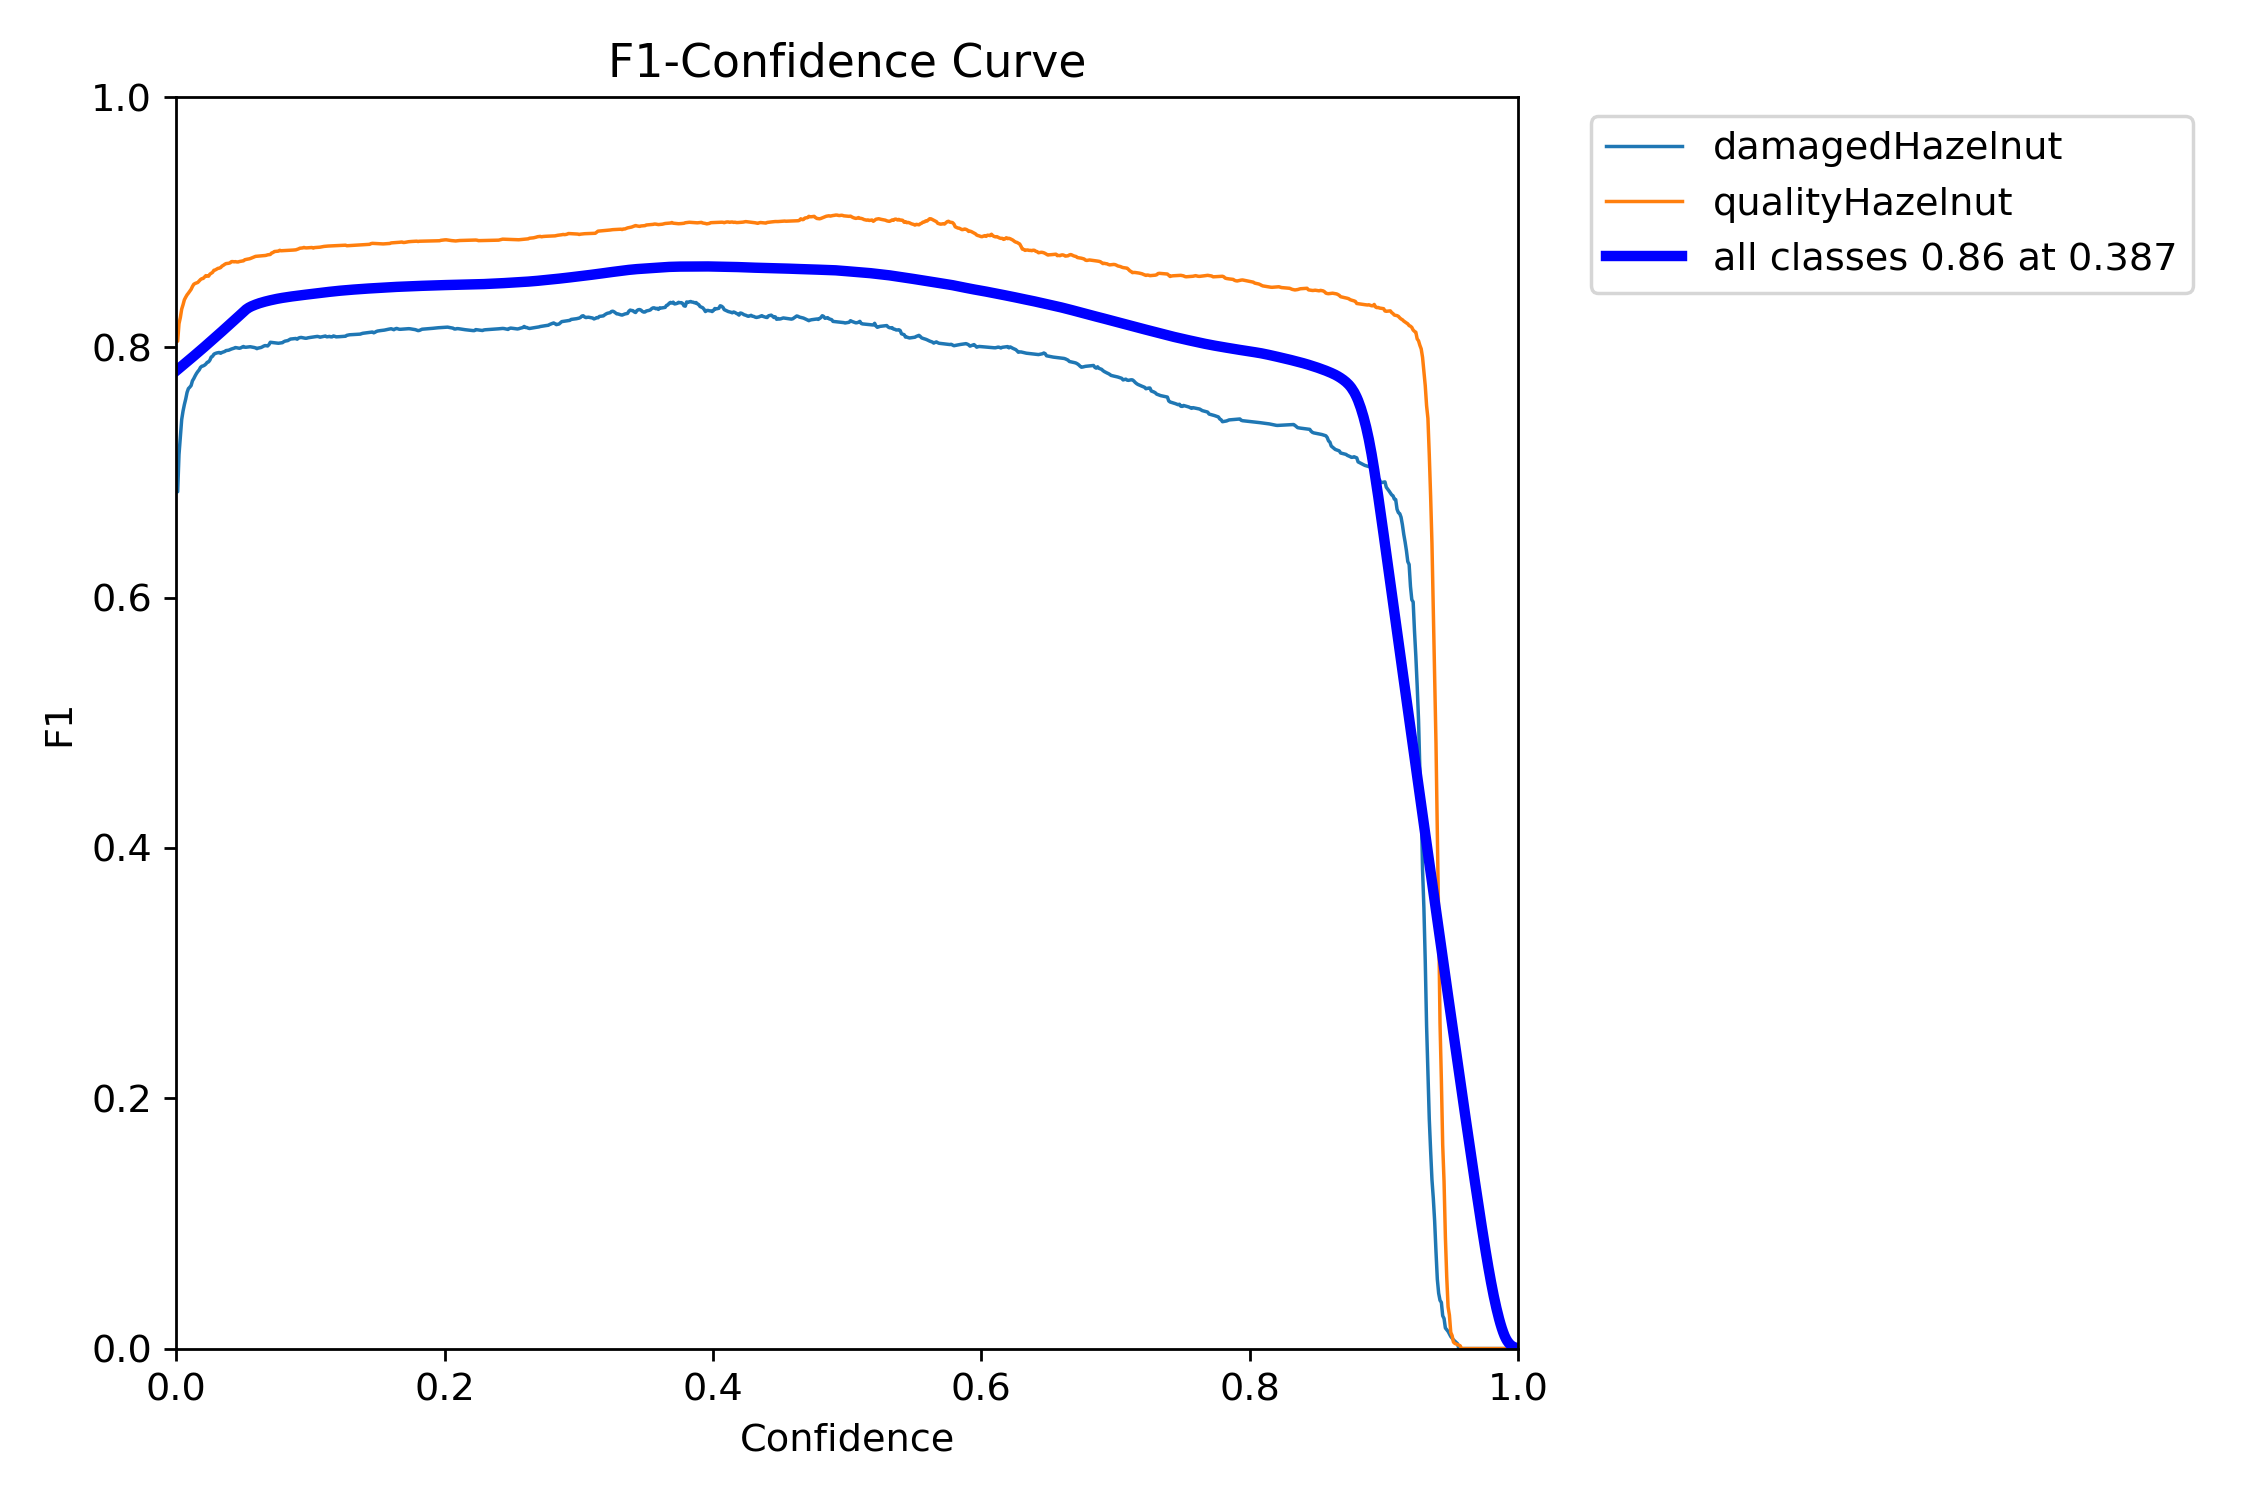 F1-Confidence Curve
1.0
0.8
0.6
0.4
0.2
0.0
F1
0.0 0.2 0.4 0.6 0.8 1.0
Confidence
damagedHazelnut
qualityHazelnut
all classes 0.86 at 0.387